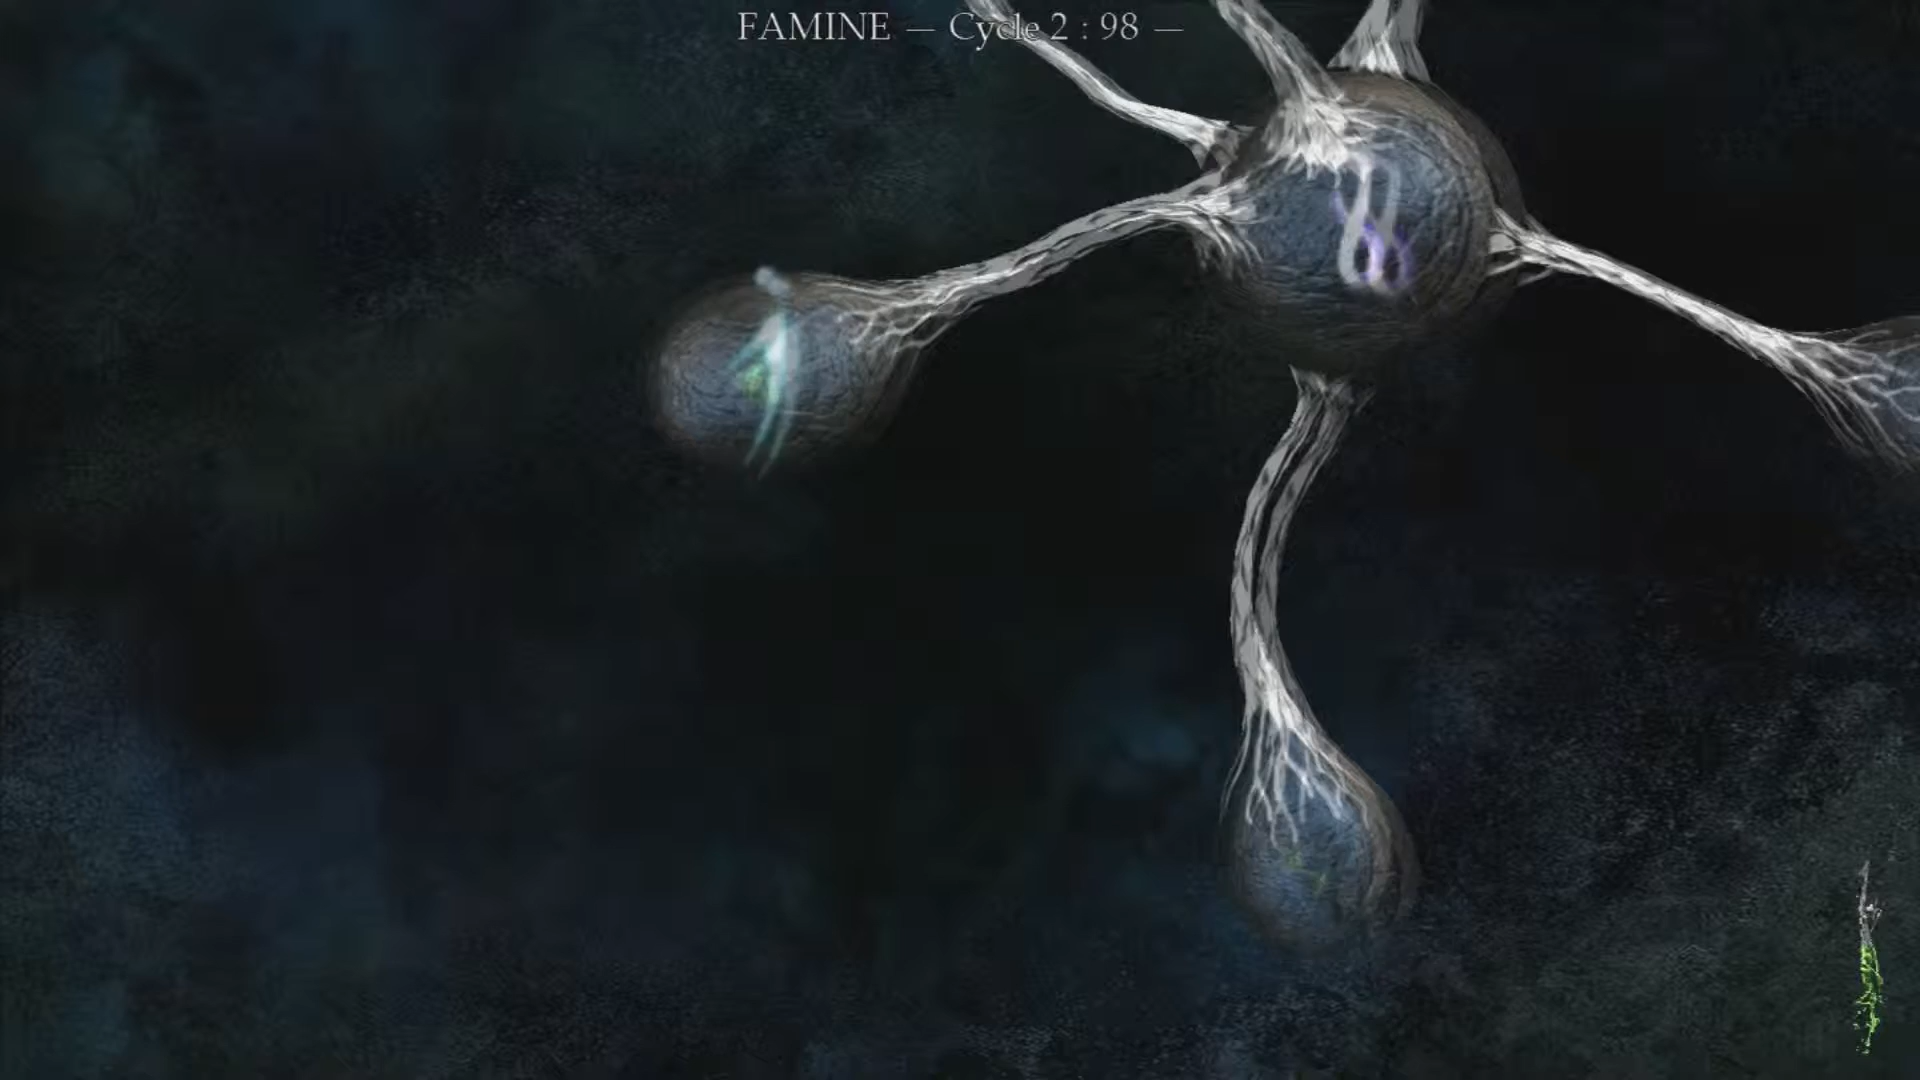 FAMINE — Cycle 2 : 98 —